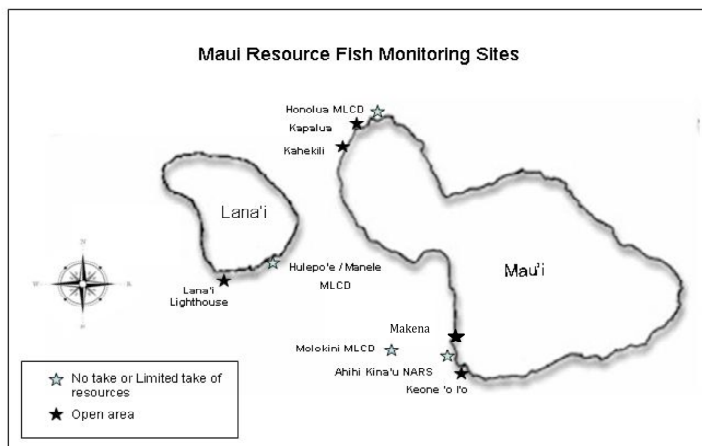 Maui Resource Fish Monitoring Sites
Honolua MLCD
Kapalua
Kahekili
Lana'i
Mau'i
Hulepo'e / Manele
MLCD
Lana'i
Lighthouse
N
W
S
Makena
Molokini MLCD
Ahihi Kina'u NARS
Keone 'o I'o
No take or Limited take of
resources
Open area